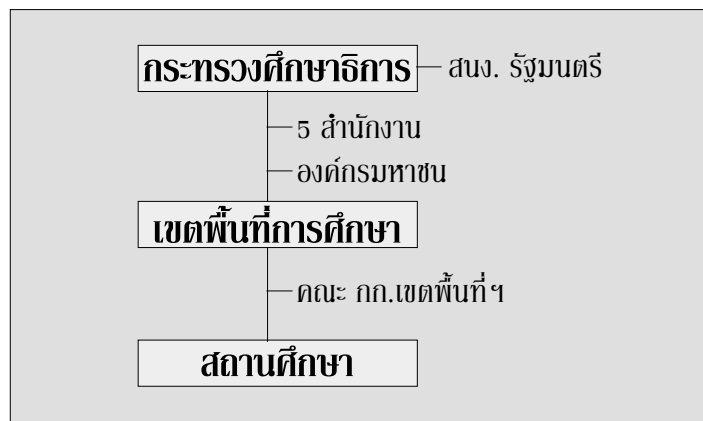 กระทรวงศึกษาธิการ สนง. รัฐมนตรี
5 สำนักงาน
องค์กรมหาชน
เขตพื้นที่การศึกษา
คณะ กก.เขตพื้นที่ฯ
สถานศึกษา